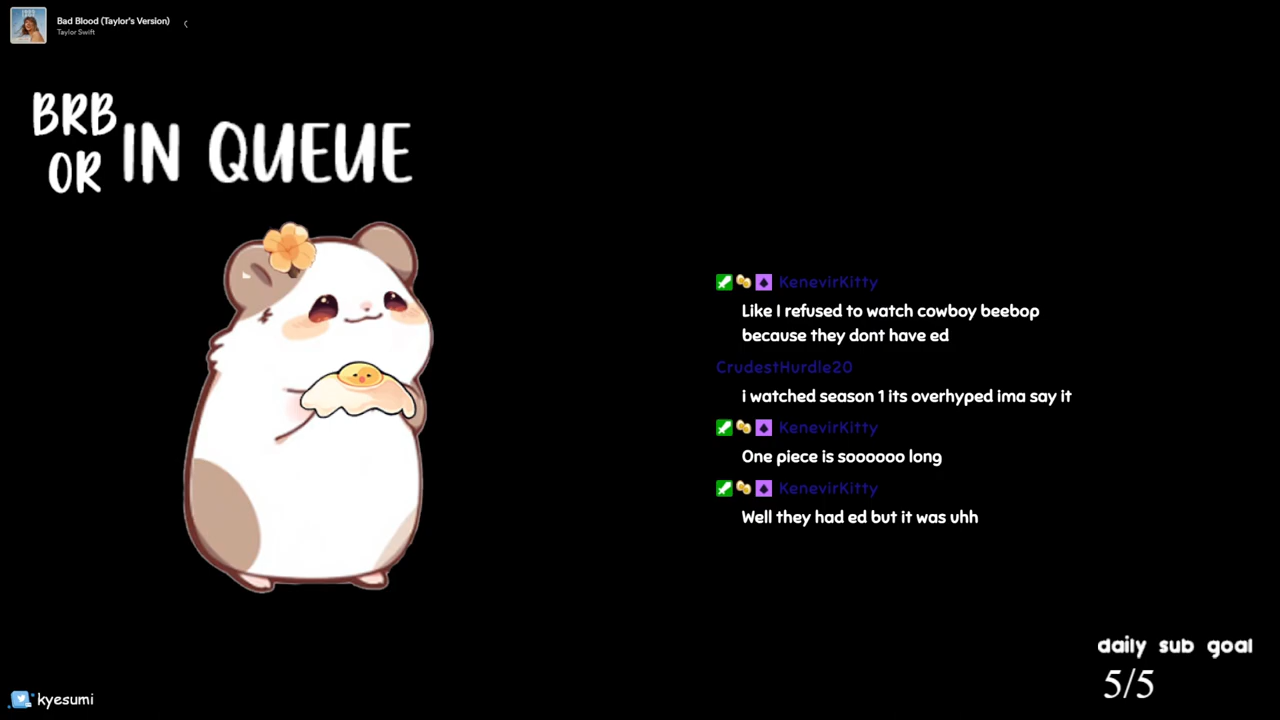 Bad Blood (Taylor's Version)
Taylor Swift
BRB
OR
IN QUEUE
KenevirKitty
Like I refused to watch cowboy beebop
because they dont have ed
CrudestHurdle20
i watched season 1 its overhyped ima say it
KenevirKitty
One piece is soooooo long
KenevirKitty
Well they had ed but it was uhh
daily sub goal
5/5
kyesumi